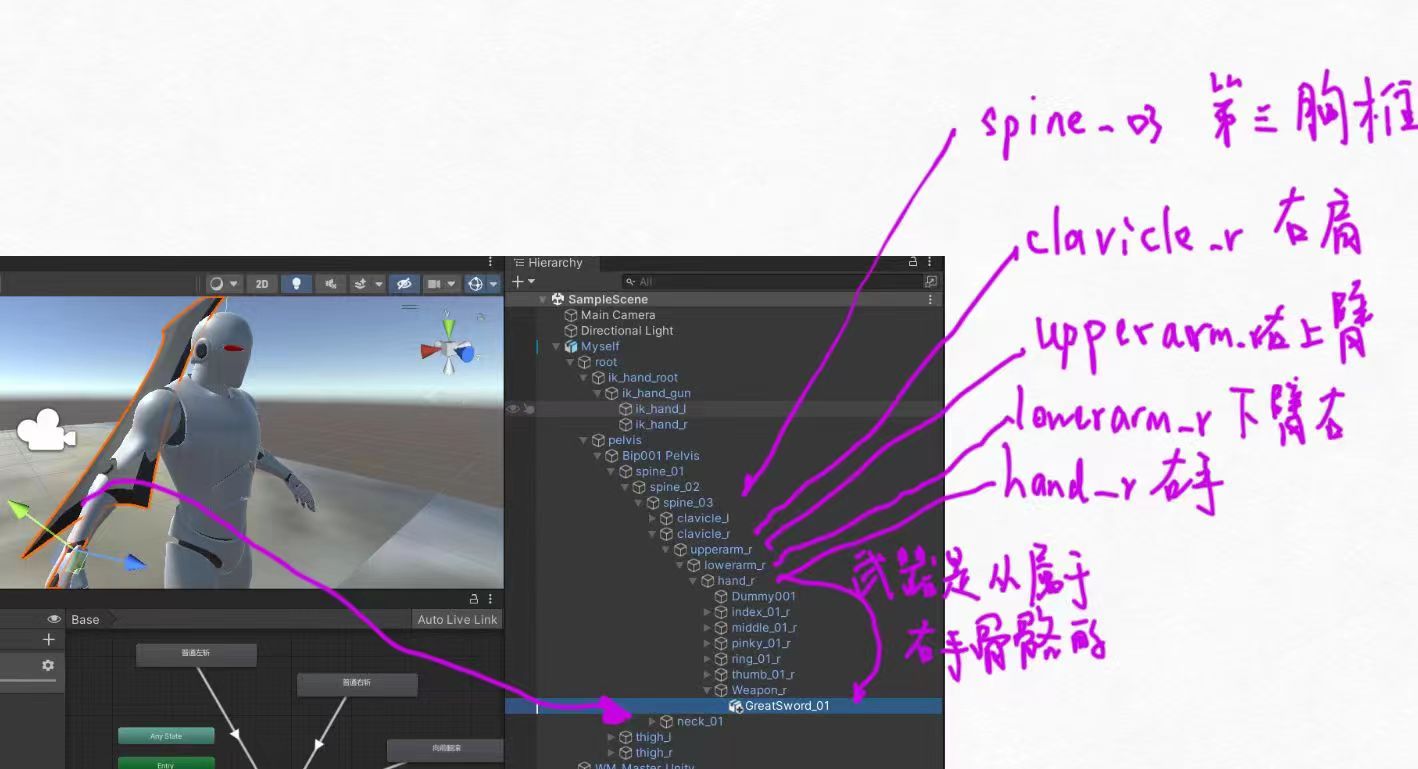 spine_03 第三胸椎
clavicle_r 右肩
upperarm_r 右上臂
lowerarm_r 下臂右
hand_r 右手
武器是从属于
右手骨骼的
2D
Hierarchy
All
SampleScene
Main Camera
Directional Light
Myself
root
ik_hand_root
ik_hand_gun
ik_hand_l
ik_hand_r
pelvis
Bip001 Pelvis
spine_01
spine_02
spine_03
clavicle_l
clavicle_r
upperarm_r
lowerarm_r
hand_r
Dummy001
index_01_r
middle_01_r
pinky_01_r
ring_01_r
thumb_01_r
Weapon_r
GreatSword_01
neck_01
thigh_l
thigh_r
WM_Master_Unity
Base
Auto Live Link
普通左斩
普通右斩
Any State
向前翻滚
Entry